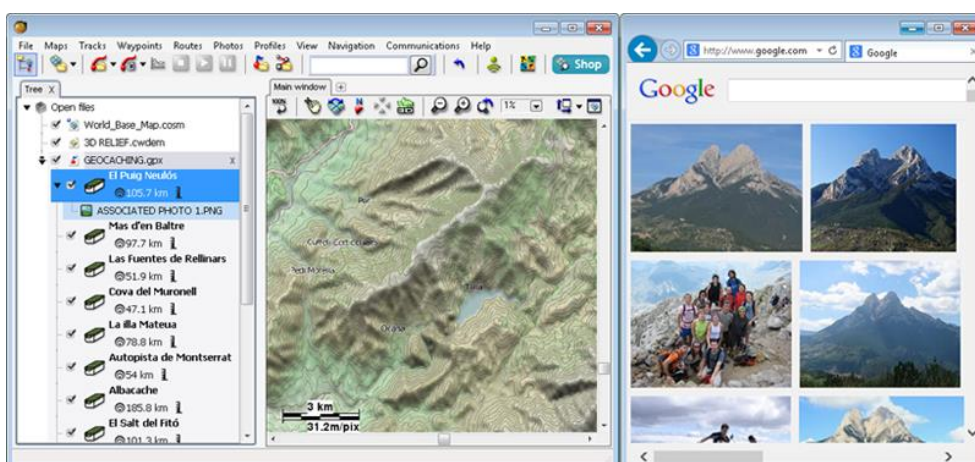 File Maps Tracks Waypoints Routes Photos Profiles View Navigation Communications Help
Shop
Tree X
Open files
World_Base_Map.cosm
3D RELIEF.cwdem
GEOCACHING.gpx x
El Puig Neulós
105.7 km
ASSOCIATED PHOTO 1.PNG
Mas d'en Baltre
97.7 km
Las Fuentes de Rellinars
51.9 km
Cova del Muronell
47.1 km
La illa Mateua
78.8 km
Autopista de Montserrat
54 km
Albacache
185.8 km
El Salt del Fitó
101.3 km
Main window
100%
1%
3 km
31.2m/pix
http://www.google.com
Google
Google